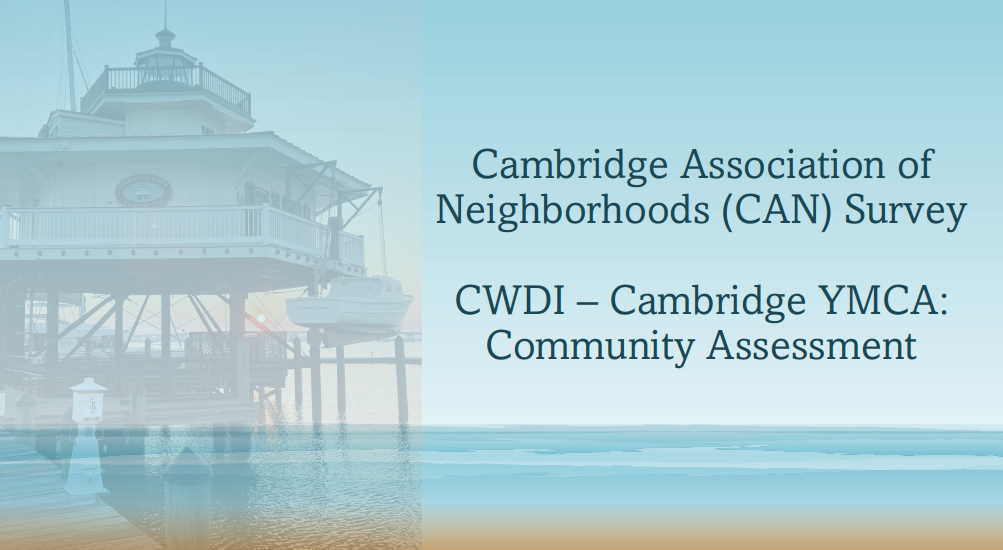 Cambridge Association of
Neighborhoods (CAN) Survey
CWDI – Cambridge YMCA:
Community Assessment